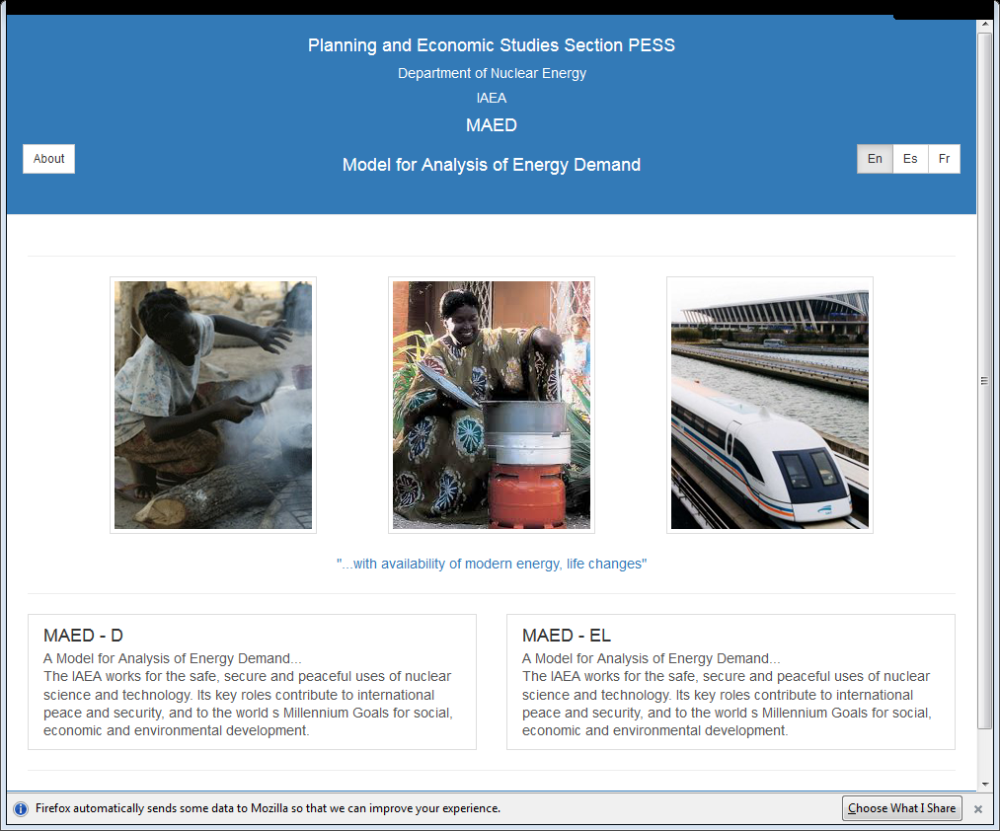 Planning and Economic Studies Section PESS
Department of Nuclear Energy
IAEA
MAED
About
Model for Analysis of Energy Demand
En Es Fr
"...with availability of modern energy, life changes"
MAED - D
A Model for Analysis of Energy Demand...
The IAEA works for the safe, secure and peaceful uses of nuclear
science and technology. Its key roles contribute to international
peace and security, and to the world s Millennium Goals for social,
economic and environmental development.
MAED - EL
A Model for Analysis of Energy Demand...
The IAEA works for the safe, secure and peaceful uses of nuclear
science and technology. Its key roles contribute to international
peace and security, and to the world s Millennium Goals for social,
economic and environmental development.
Firefox automatically sends some data to Mozilla so that we can improve your experience.
Choose What I Share